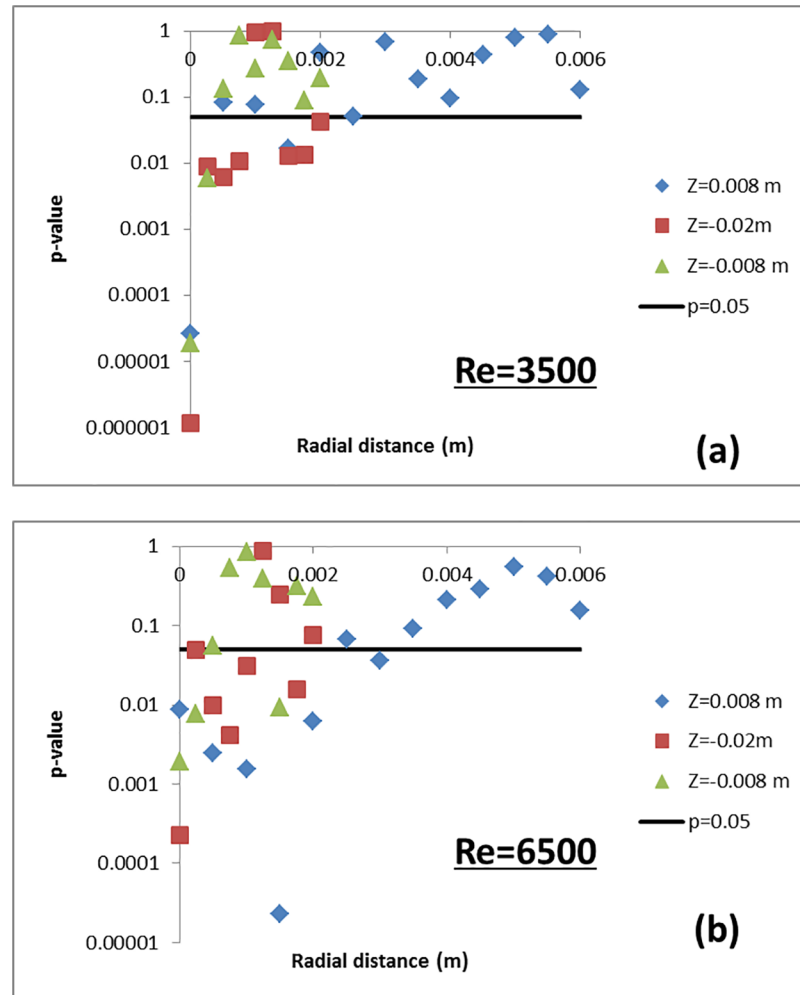 1
0 0.002 0.004 0.006
0.1
0.01
0.001
0.0001
0.00001
0.000001
p-value
Radial distance (m)
Z=0.008 m
Z=-0.02m
Z=-0.008 m
p=0.05
Re=3500
(a)
1
0 0.002 0.004 0.006
0.1
0.01
0.001
0.0001
0.00001
p-value
Radial distance (m)
Z=0.008 m
Z=-0.02m
Z=-0.008 m
p=0.05
Re=6500
(b)